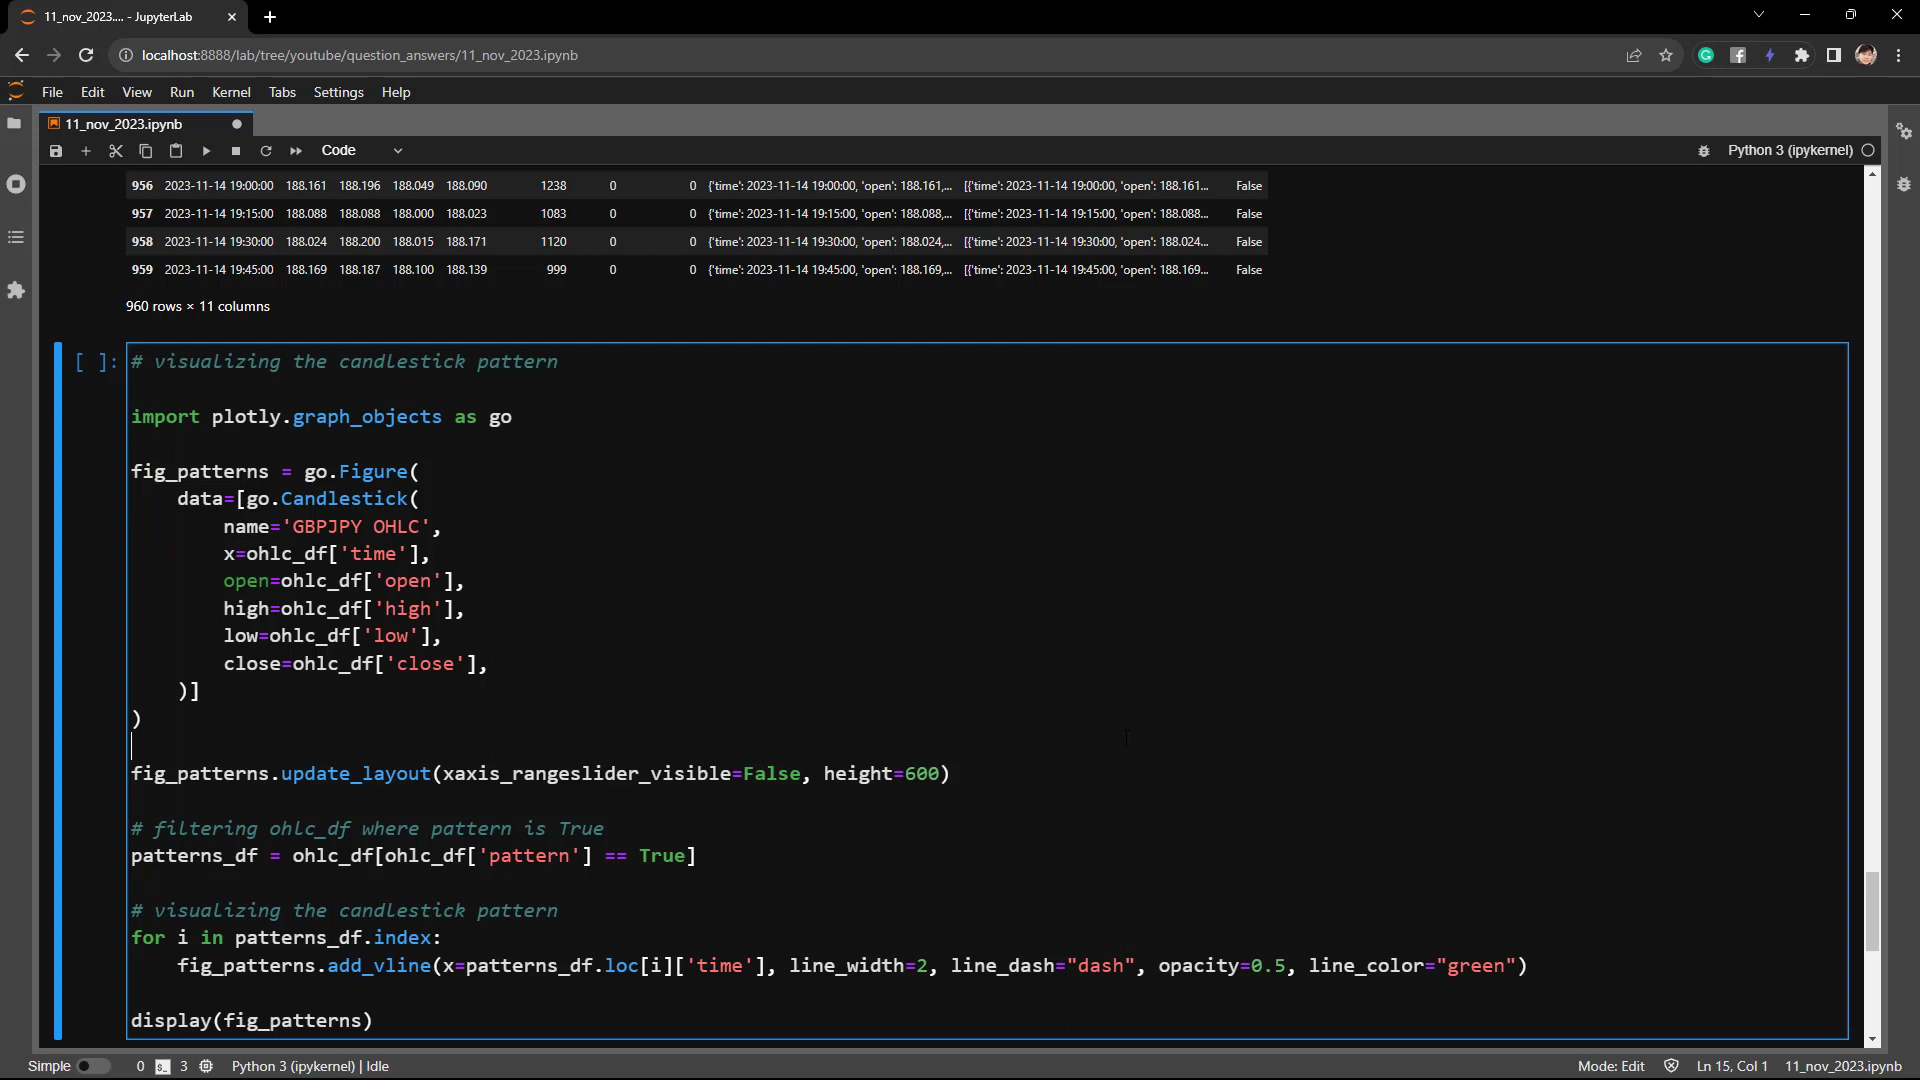 11_nov_2023.... - JupyterLab
localhost:8888/lab/tree/youtube/question_answers/11_nov_2023.ipynb
File Edit View Run Kernel Tabs Settings Help
11_nov_2023.ipynb
Code
Python 3 (ipykernel)
956 2023-11-14 19:00:00 188.161 188.196 188.049 188.090 1238 0 0 {'time': 2023-11-14 19:00:00, 'open': 188.161,... [{'time': 2023-11-14 19:00:00, 'open': 188.161... False
957 2023-11-14 19:15:00 188.088 188.088 188.000 188.023 1083 0 0 {'time': 2023-11-14 19:15:00, 'open': 188.088,... [{'time': 2023-11-14 19:15:00, 'open': 188.088... False
958 2023-11-14 19:30:00 188.024 188.200 188.015 188.171 1120 0 0 {'time': 2023-11-14 19:30:00, 'open': 188.024,... [{'time': 2023-11-14 19:30:00, 'open': 188.024... False
959 2023-11-14 19:45:00 188.169 188.187 188.100 188.139 999 0 0 {'time': 2023-11-14 19:45:00, 'open': 188.169,... [{'time': 2023-11-14 19:45:00, 'open': 188.169... False
960 rows × 11 columns
[ ]: # visualizing the candlestick pattern
import plotly.graph_objects as go
fig_patterns = go.Figure(
data=[go.Candlestick(
name='GBPJPY OHLC',
x=ohlc_df['time'],
open=ohlc_df['open'],
high=ohlc_df['high'],
low=ohlc_df['low'],
close=ohlc_df['close'],
)]
)
fig_patterns.update_layout(xaxis_rangeslider_visible=False, height=600)
# filtering ohlc_df where pattern is True
patterns_df = ohlc_df[ohlc_df['pattern'] == True]
# visualizing the candlestick pattern
for i in patterns_df.index:
fig_patterns.add_vline(x=patterns_df.loc[i]['time'], line_width=2, line_dash="dash", opacity=0.5, line_color="green")
display(fig_patterns)
Simple 0 3 Python 3 (ipykernel) | Idle Mode: Edit Ln 15, Col 1 11_nov_2023.ipynb